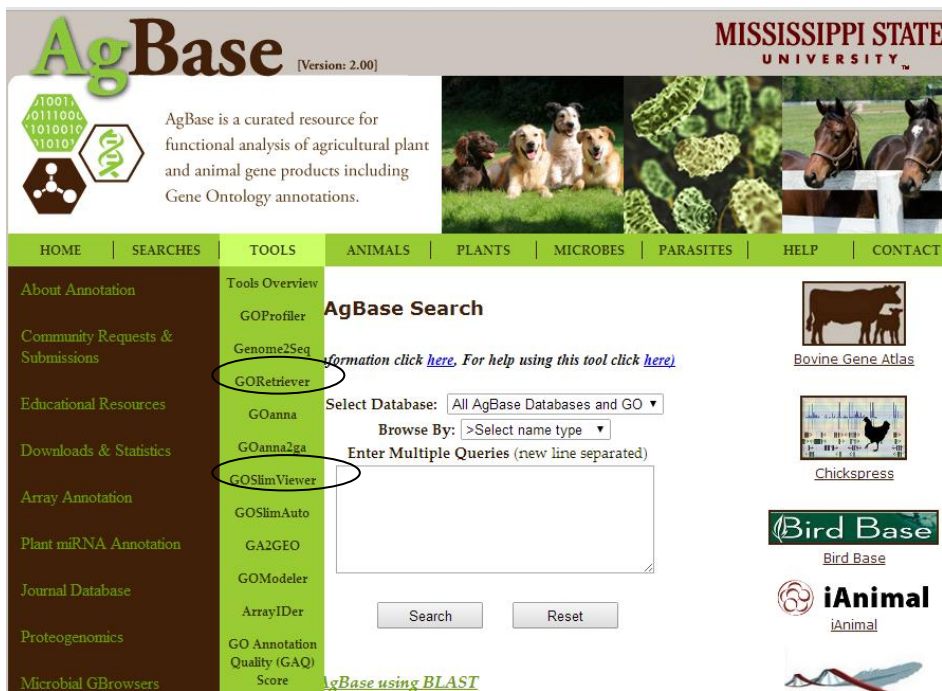 AgBase [Version: 2.00]
MISSISSIPPI STATE
UNIVERSITY™
AgBase is a curated resource for
functional analysis of agricultural plant
and animal gene products including
Gene Ontology annotations.
HOME | SEARCHES | TOOLS | ANIMALS | PLANTS | MICROBES | PARASITES | HELP | CONTACT
About Annotation
Community Requests &
Submissions
Educational Resources
Downloads & Statistics
Array Annotation
Plant miRNA Annotation
Journal Database
Proteogenomics
Microbial GBrowsers
Tools Overview
GOProfiler
Genome2Seq
GORetriever
GOanna
GOanna2ga
GOSlimViewer
GOSlimAuto
GA2GEO
GOModeler
ArrayIDer
GO Annotation
Quality (GAQ)
Score
AgBase Search
formation click here, For help using this tool click here)
Select Database: All AgBase Databases and GO
Browse By: >Select name type
Enter Multiple Queries (new line separated)
Search Reset
AgBase using BLAST
Bovine Gene Atlas
Chickspress
Bird Base
Bird Base
iAnimal
iAnimal